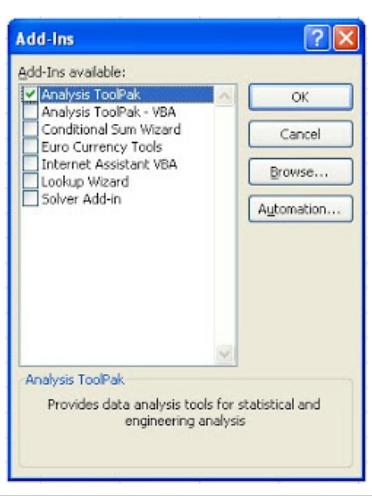 Add-Ins
Add-Ins available:
Analysis ToolPak
Analysis ToolPak - VBA
Conditional Sum Wizard
Euro Currency Tools
Internet Assistant VBA
Lookup Wizard
Solver Add-in
OK
Cancel
Browse...
Automation...
Analysis ToolPak
Provides data analysis tools for statistical and
engineering analysis